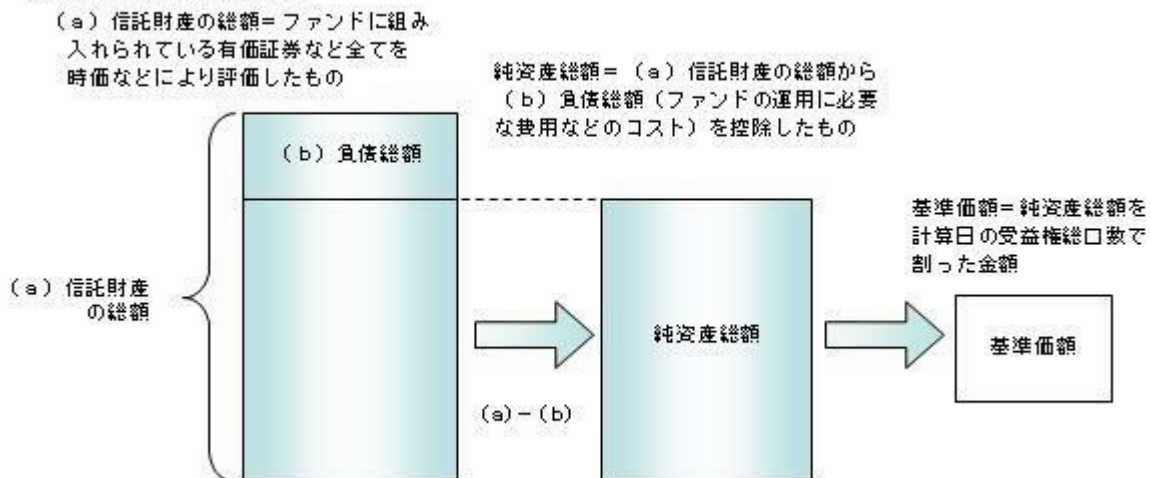 (a)信託財産の総額=ファンドに組み
入れられている有価証券など全てを
時価などにより評価したもの
純資産総額=(a)信託財産の総額から
(b)負債総額(ファンドの運用に必要
な費用などのコスト)を控除したもの
(b)負債総額
基準価額=純資産総額を
計算日の受益権総口数で
割った金額
(a)信託財産
の総額
純資産総額
基準価額
(a)-(b)